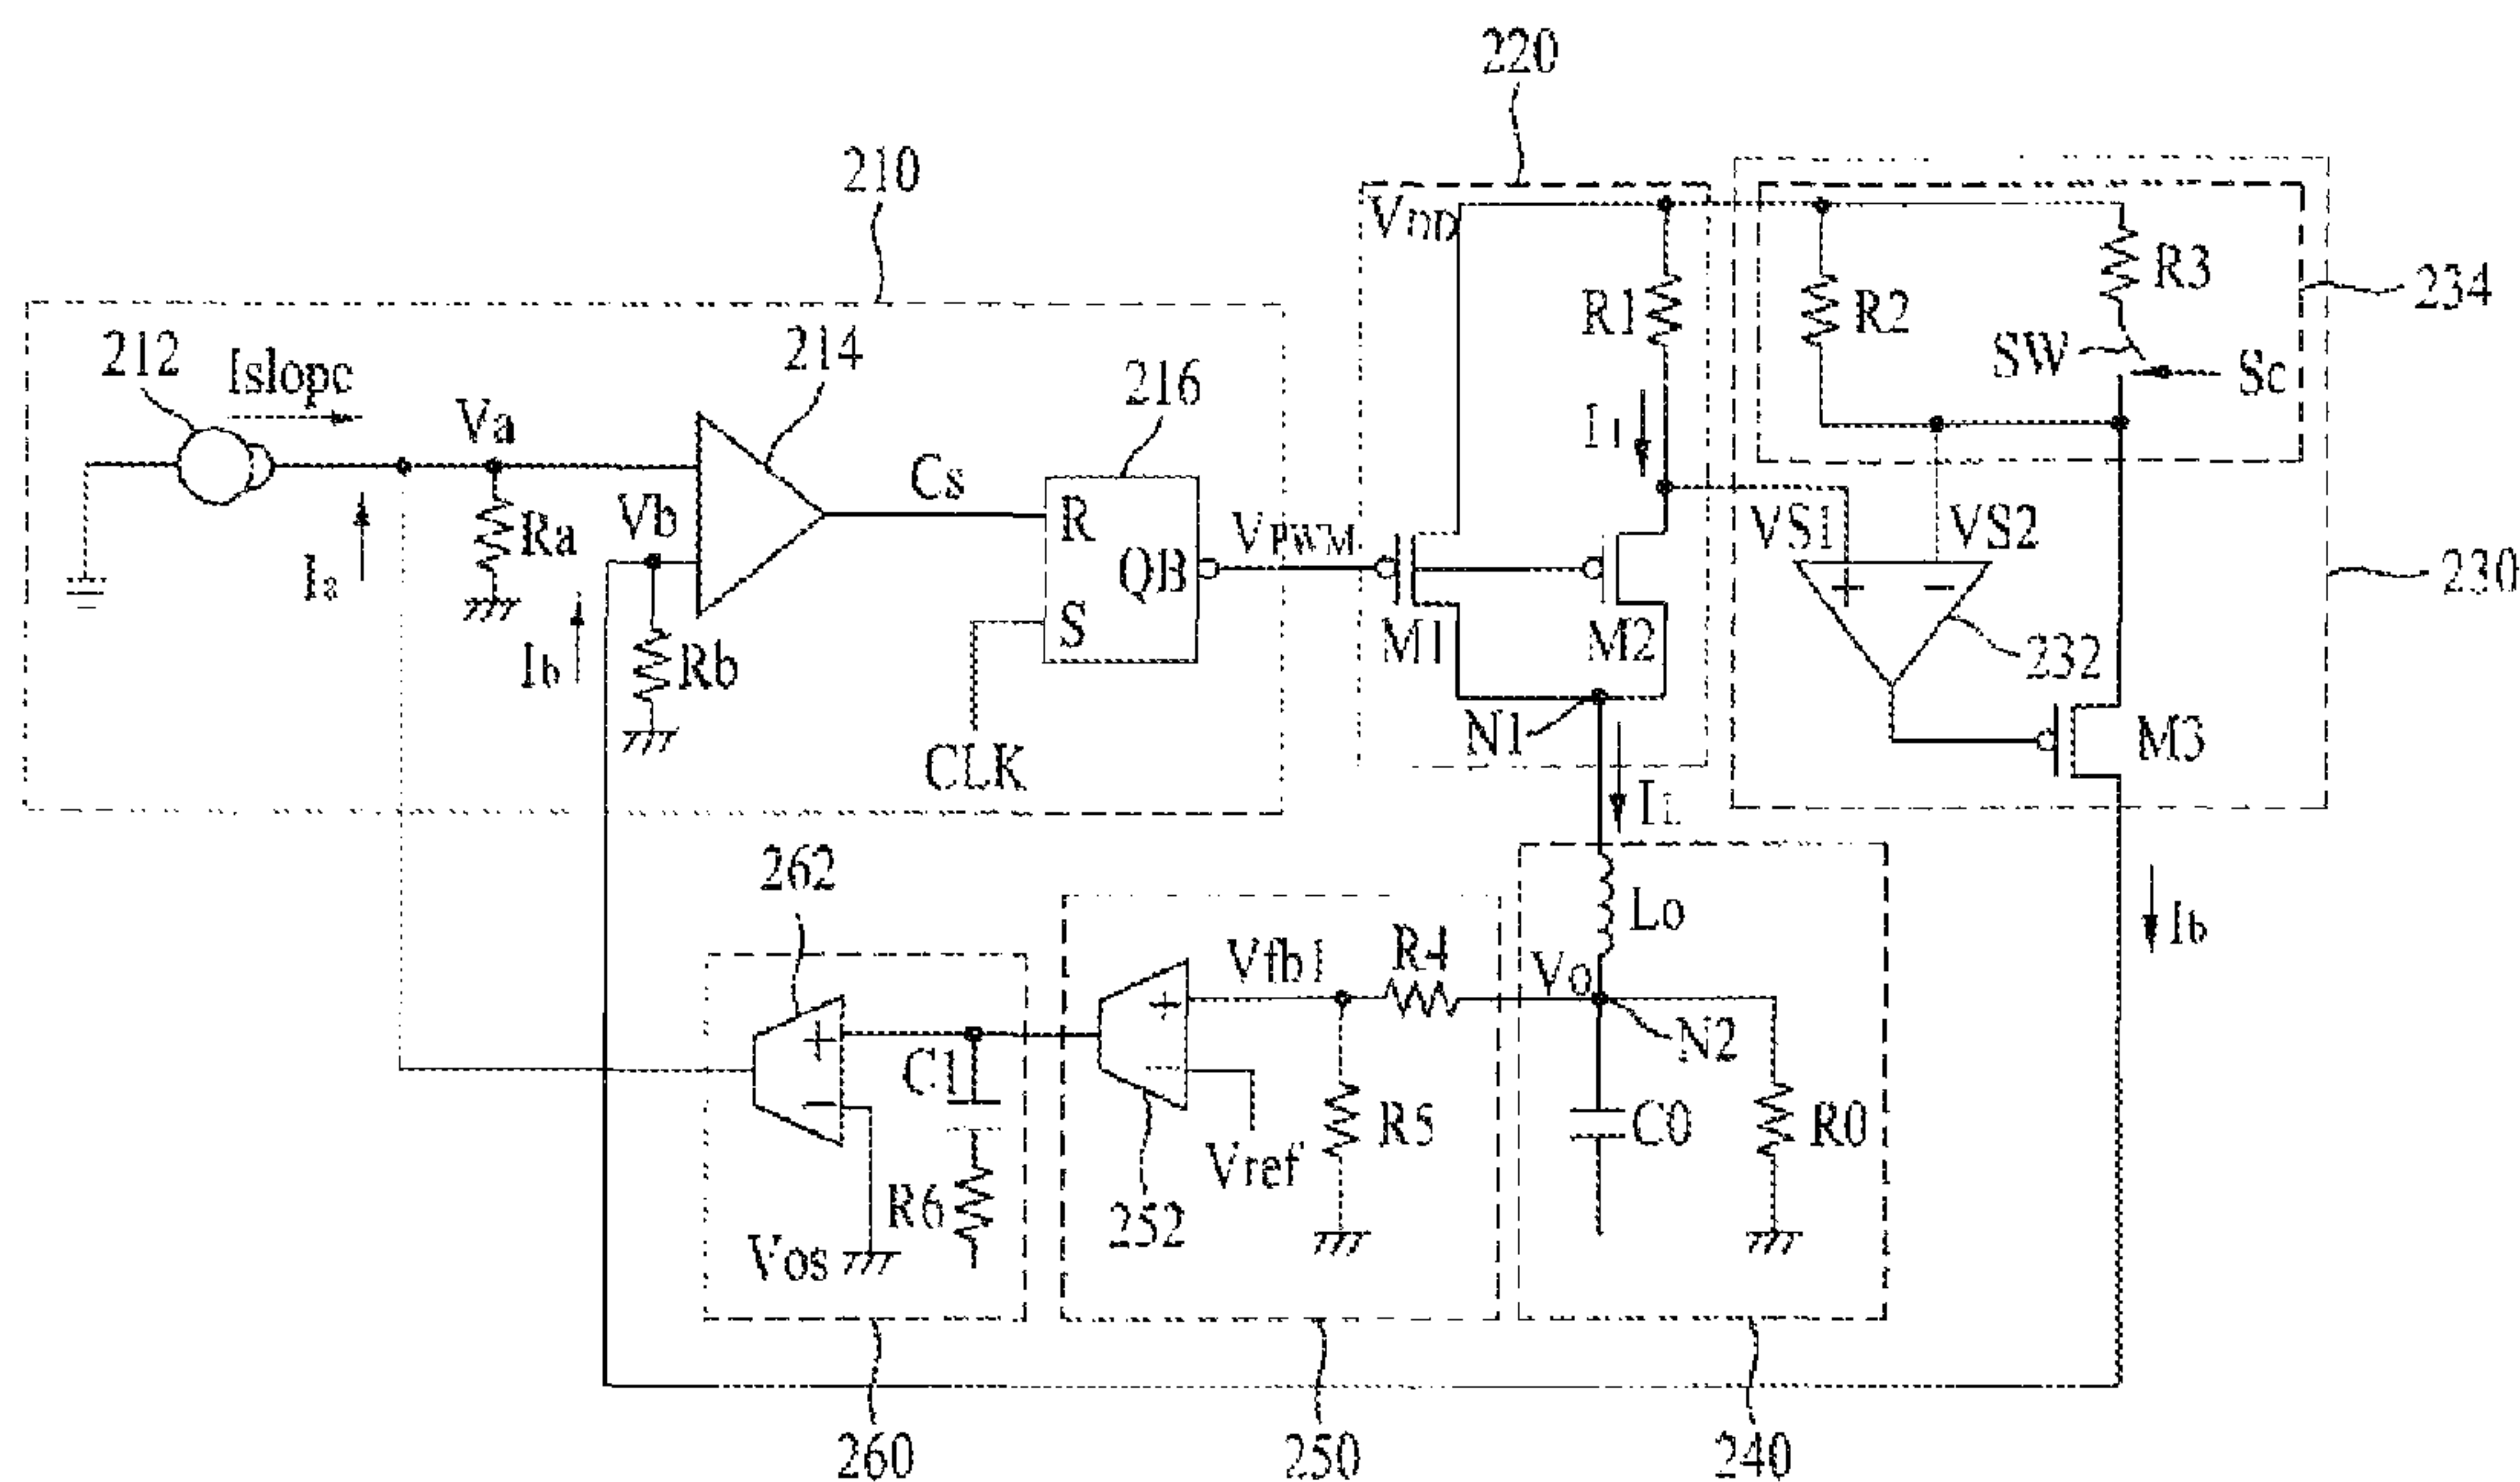 220
210
VDD
R3
234
R1
R2
212
Islope
214
SW
Sc
216
Va
I1
Cs
Vb
R
VS1
VS2
Ra
VPWM
QB
+
−
230
Ia
S
M1
M2
232
Ib
Rb
N1
M3
CLK
IL
262
Lo
Ib
Vfb1
R4
Vo
+
N2
+
C1
−
−
R5
C0
R0
Vref
R6
252
Vos
260
250
240